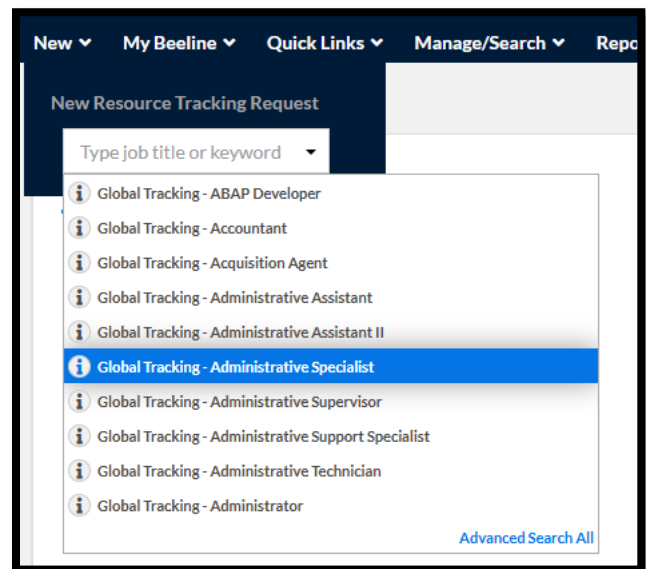 New My Beeline Quick Links Manage/Search Repo
New Resource Tracking Request
Type job title or keyword
Global Tracking - ABAP Developer
Global Tracking - Accountant
Global Tracking - Acquisition Agent
Global Tracking - Administrative Assistant
Global Tracking - Administrative Assistant II
Global Tracking - Administrative Specialist
Global Tracking - Administrative Supervisor
Global Tracking - Administrative Support Specialist
Global Tracking - Administrative Technician
Global Tracking - Administrator
Advanced Search All